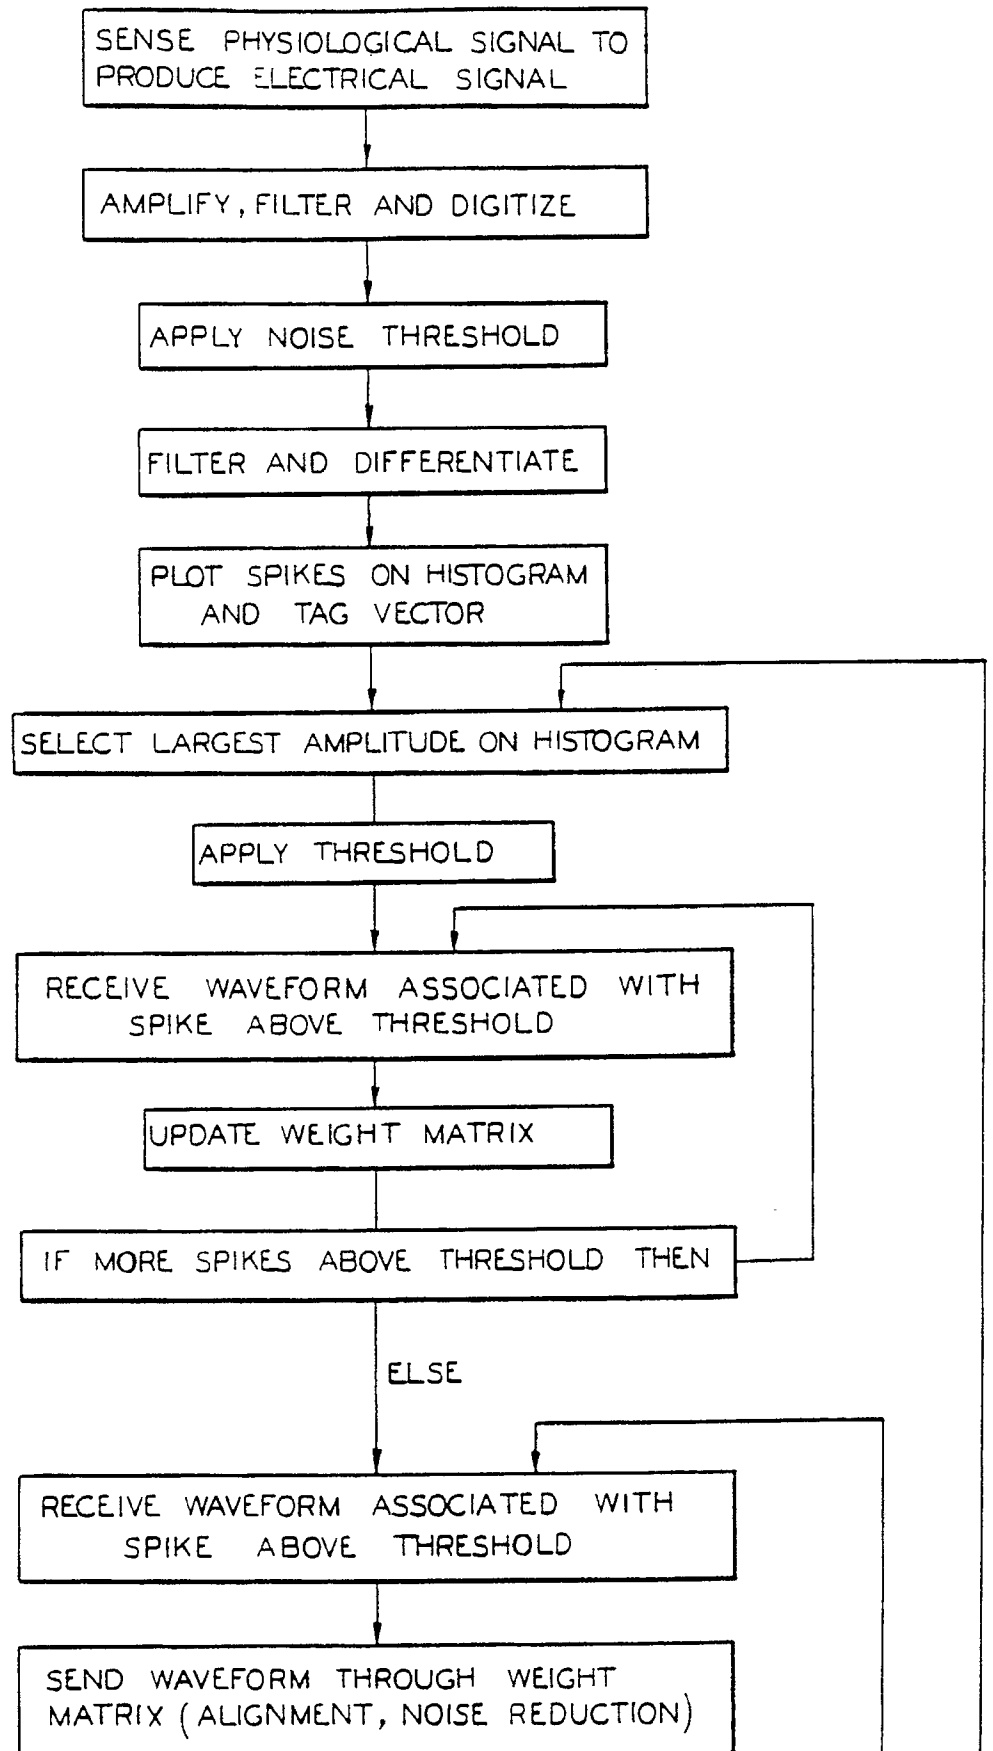 SENSE PHYSIOLOGICAL SIGNAL TO
PRODUCE ELECTRICAL SIGNAL
AMPLIFY, FILTER AND DIGITIZE
APPLY NOISE THRESHOLD
FILTER AND DIFFERENTIATE
PLOT SPIKES ON HISTOGRAM
AND TAG VECTOR
SELECT LARGEST AMPLITUDE ON HISTOGRAM
APPLY THRESHOLD
RECEIVE WAVEFORM ASSOCIATED WITH
SPIKE ABOVE THRESHOLD
UPDATE WEIGHT MATRIX
IF MORE SPIKES ABOVE THRESHOLD THEN
ELSE
RECEIVE WAVEFORM ASSOCIATED WITH
SPIKE ABOVE THRESHOLD
SEND WAVEFORM THROUGH WEIGHT
MATRIX (ALIGNMENT, NOISE REDUCTION)